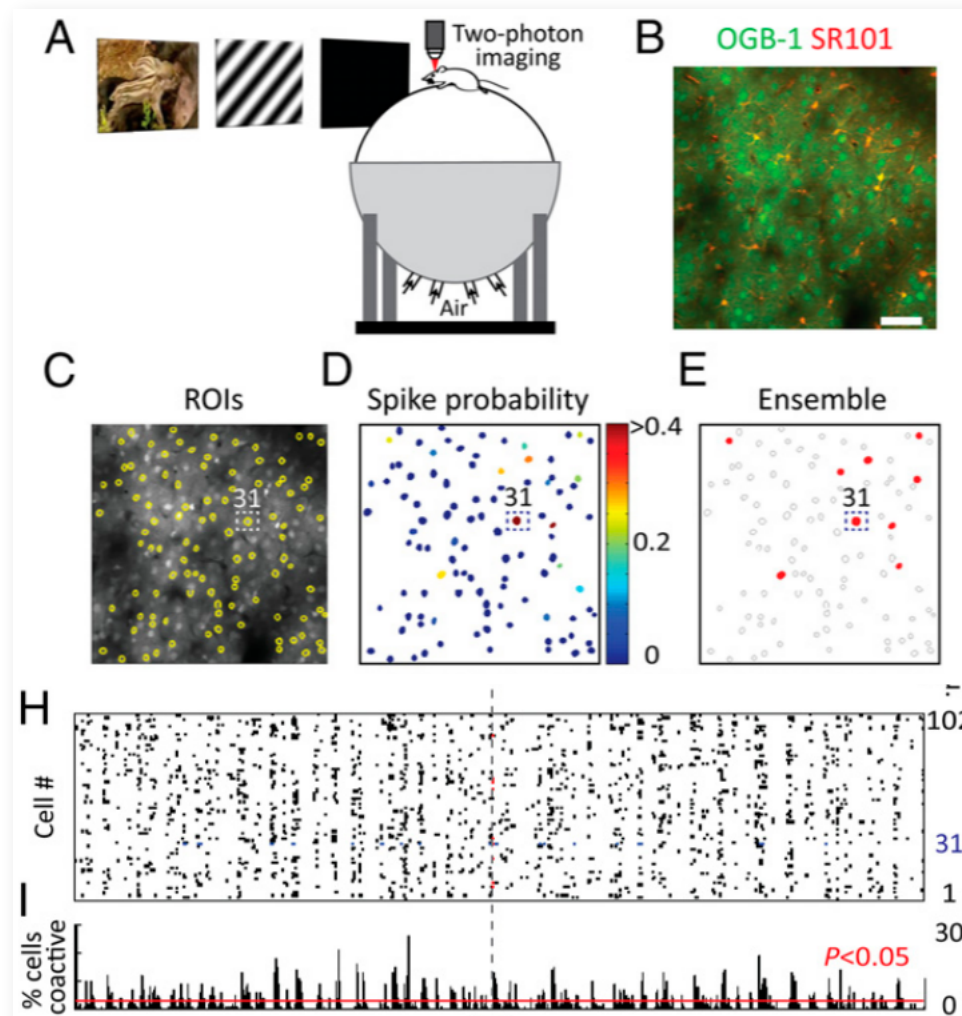 A
Two-photon
imaging
Air
B
OGB-1 SR101
C
ROIs
31
D
Spike probability
31
>0.4
0.2
0
E
Ensemble
31
H
Cell #
102
31
1
I
% cells
coactive
P<0.05
30
0